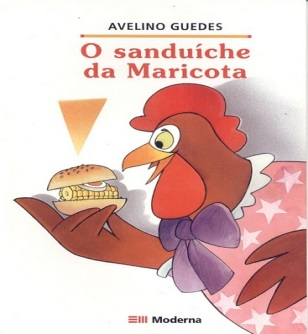 AVELINO GUEDES
O sanduíche
da Maricota
Moderna